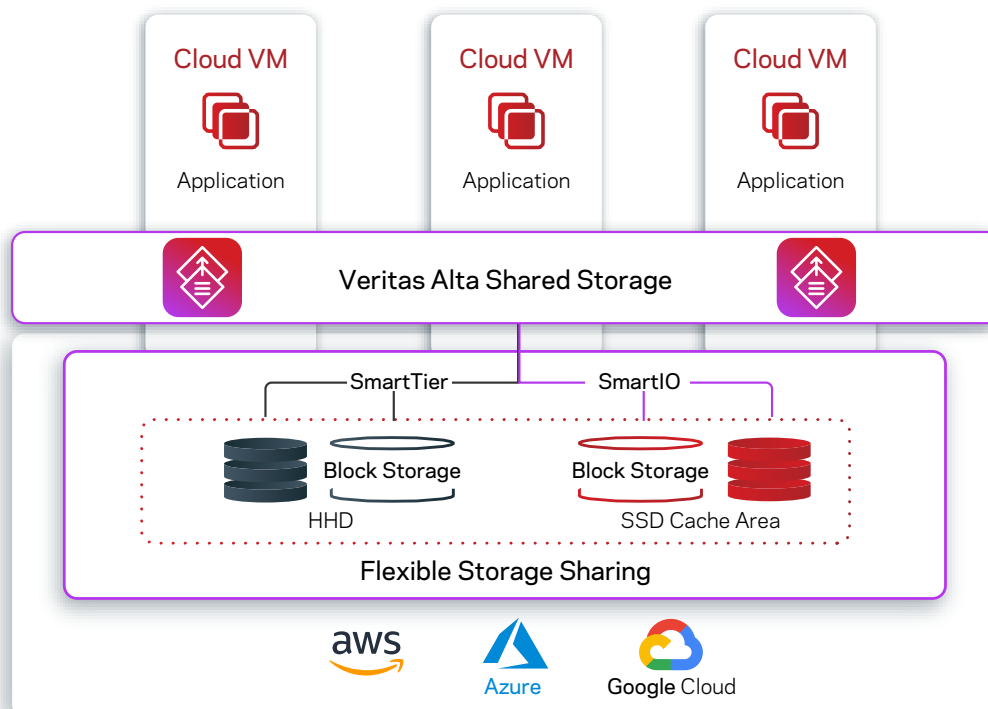 Cloud VM
Cloud VM
Cloud VM
Application
Application
Application
Veritas Alta Shared Storage
SmartTier
SmartIO
Block Storage
Block Storage
HHD
SSD Cache Area
Flexible Storage Sharing
aws
Azure
Google Cloud